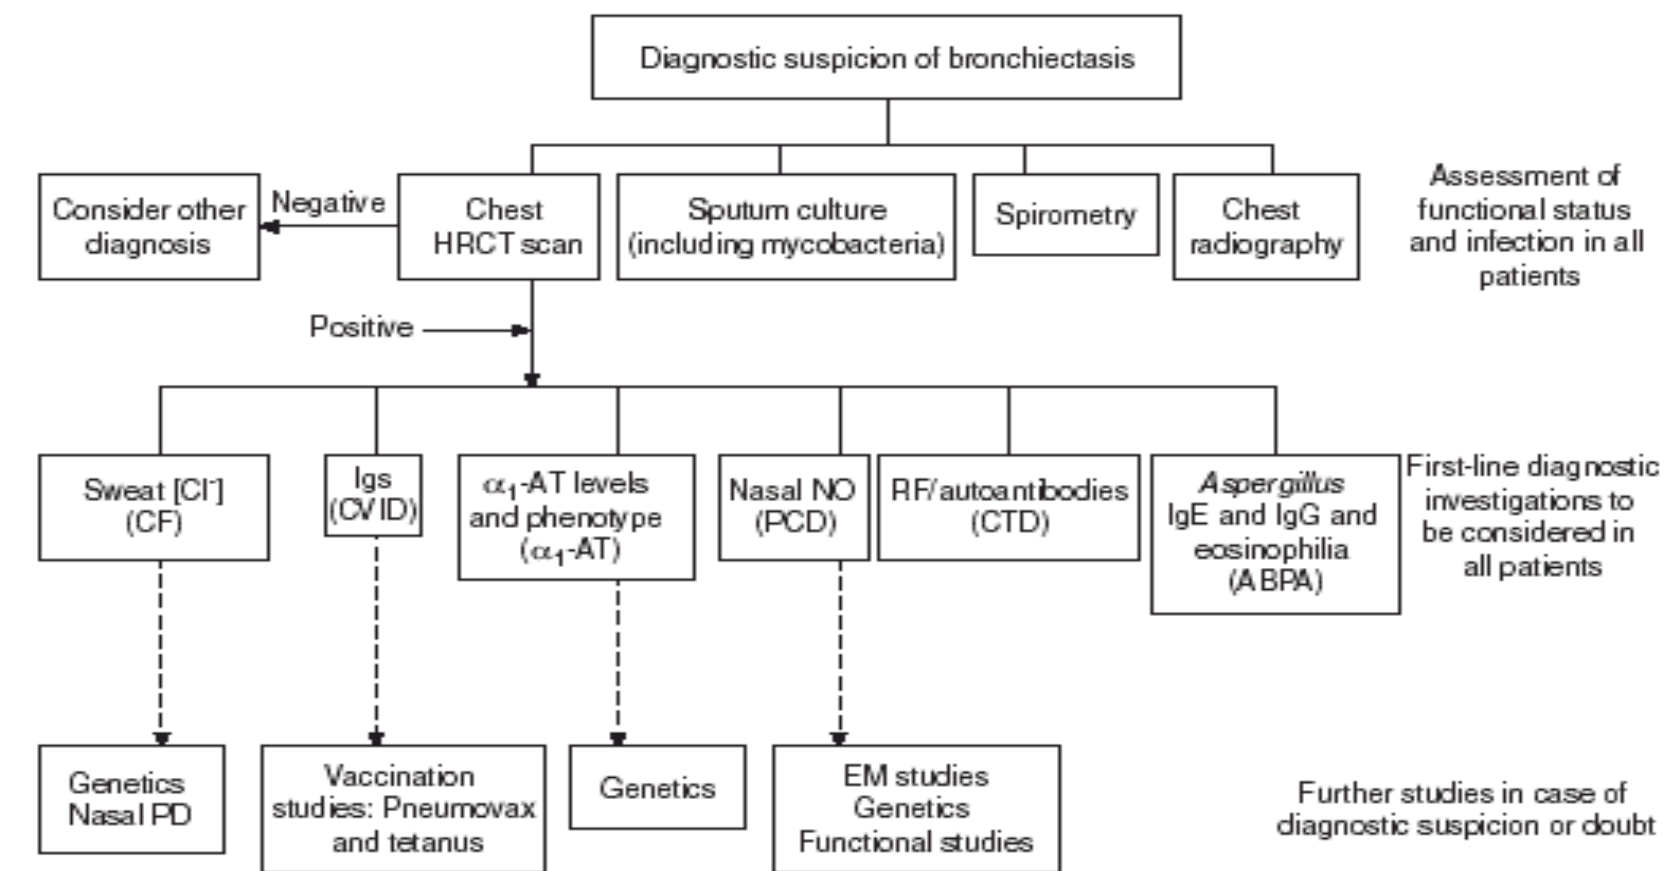 Diagnostic suspicion of bronchiectasis
Consider other
diagnosis
Negative
Chest
HRCT scan
Sputum culture
(including mycobacteria)
Spirometry
Chest
radiography
Assessment of
functional status
and infection in all
patients
Positive
Sweat [Cl⁻]
(CF)
Igs
(CVID)
α₁-AT levels
and phenotype
(α₁-AT)
Nasal NO
(PCD)
RF/autoantibodies
(CTD)
Aspergillus
IgE and IgG and
eosinophilia
(ABPA)
First-line diagnostic
investigations to
be considered in
all patients
Genetics
Nasal PD
Vaccination
studies: Pneumovax
and tetanus
Genetics
EM studies
Genetics
Functional studies
Further studies in case of
diagnostic suspicion or doubt